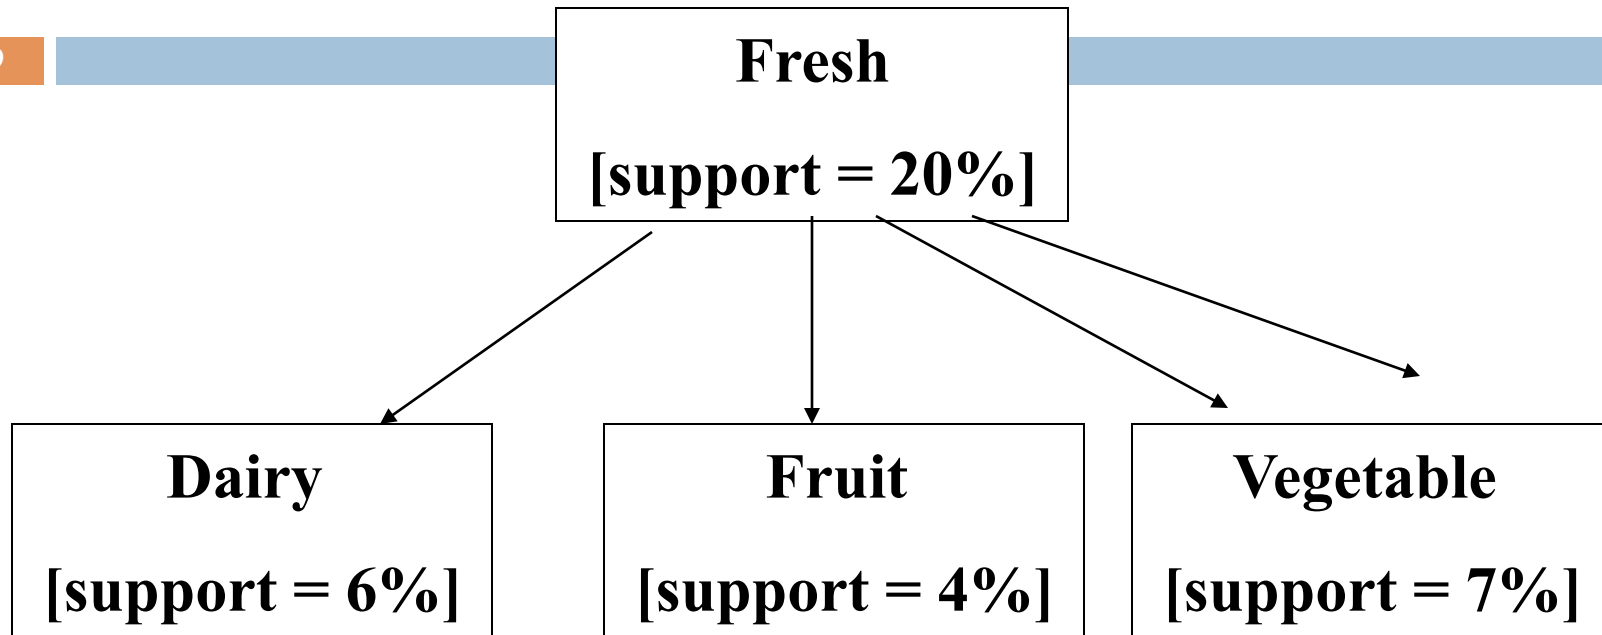 Fresh
[support = 20%]
Dairy
[support = 6%]
Fruit
[support = 4%]
Vegetable
[support = 7%]